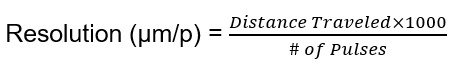 Resolution (µm/p) = Distance Traveled×1000 / # of Pulses